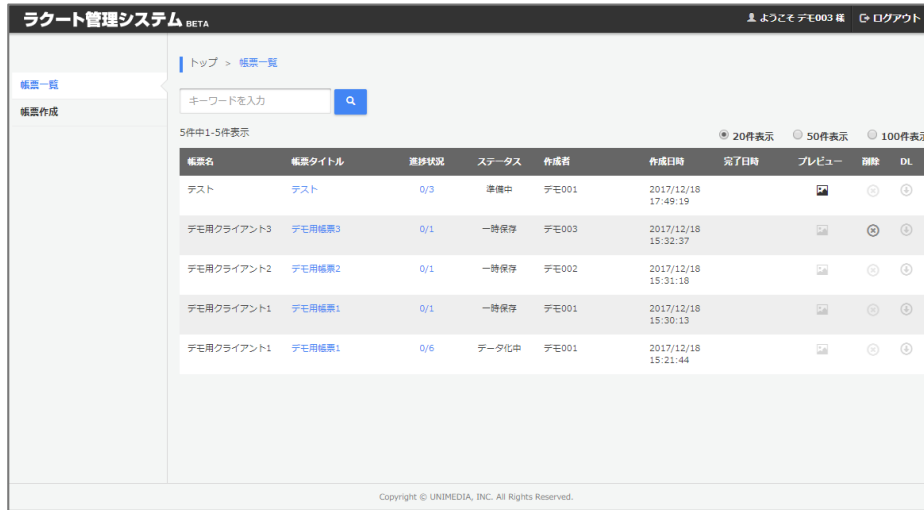 ラクート管理システム BETA
ようこそ デモ003 様 ログアウト
トップ > 帳票一覧
帳票一覧
帳票作成
キーワードを入力
5件中1-5件表示
20件表示 50件表示 100件表示
帳票名 帳票タイトル 進捗状況 ステータス 作成者 作成日時 完了日時 プレビュー 削除 DL
テスト テスト 0/3 準備中 デモ001 2017/12/18
17:49:19
デモ用クライアント3 デモ用帳票3 0/1 一時保存 デモ003 2017/12/18
15:32:37
デモ用クライアント2 デモ用帳票2 0/1 一時保存 デモ002 2017/12/18
15:31:18
デモ用クライアント1 デモ用帳票1 0/1 一時保存 デモ001 2017/12/18
15:30:13
デモ用クライアント1 デモ用帳票1 0/6 データ化中 デモ001 2017/12/18
15:21:44
Copyright © UNIMEDIA, INC. All Rights Reserved.